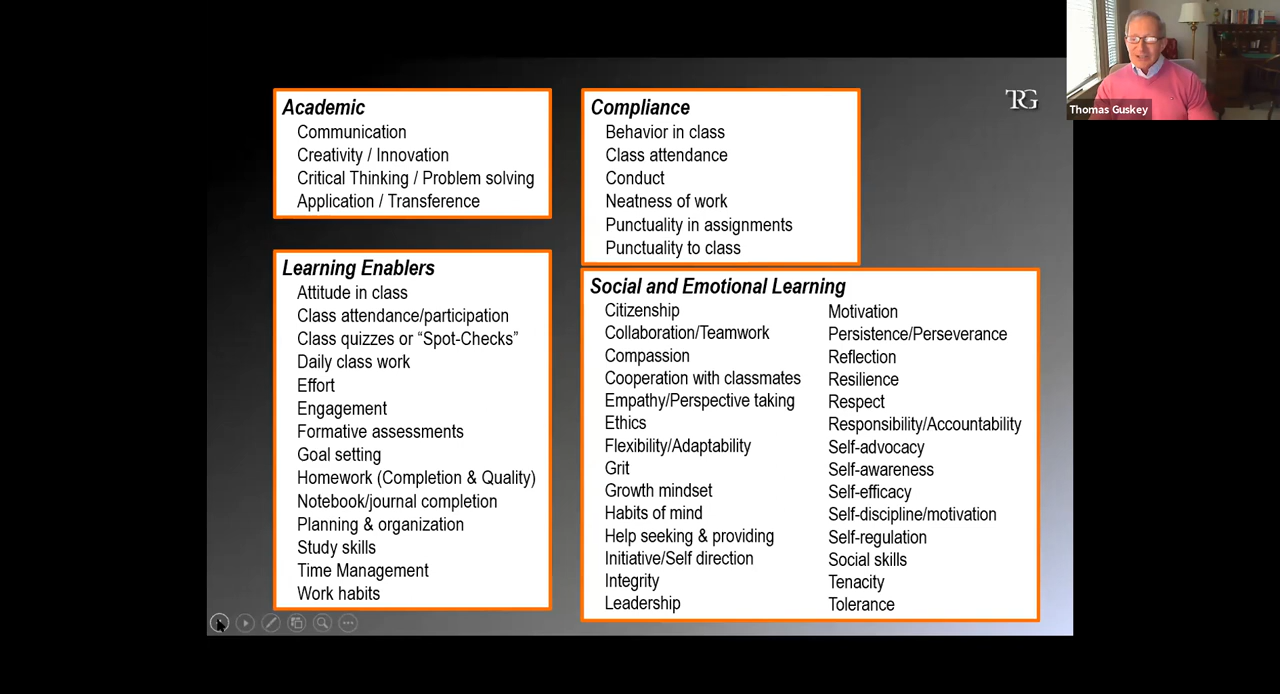 Academic
Communication
Creativity / Innovation
Critical Thinking / Problem solving
Application / Transference
Compliance
Behavior in class
Class attendance
Conduct
Neatness of work
Punctuality in assignments
Punctuality to class
TRG
Thomas Guskey
Learning Enablers
Attitude in class
Class attendance/participation
Class quizzes or “Spot-Checks”
Daily class work
Effort
Engagement
Formative assessments
Goal setting
Homework (Completion & Quality)
Notebook/journal completion
Planning & organization
Study skills
Time Management
Work habits
Social and Emotional Learning
Citizenship
Collaboration/Teamwork
Compassion
Cooperation with classmates
Empathy/Perspective taking
Ethics
Flexibility/Adaptability
Grit
Growth mindset
Habits of mind
Help seeking & providing
Initiative/Self direction
Integrity
Leadership
Motivation
Persistence/Perseverance
Reflection
Resilience
Respect
Responsibility/Accountability
Self-advocacy
Self-awareness
Self-efficacy
Self-discipline/motivation
Self-regulation
Social skills
Tenacity
Tolerance